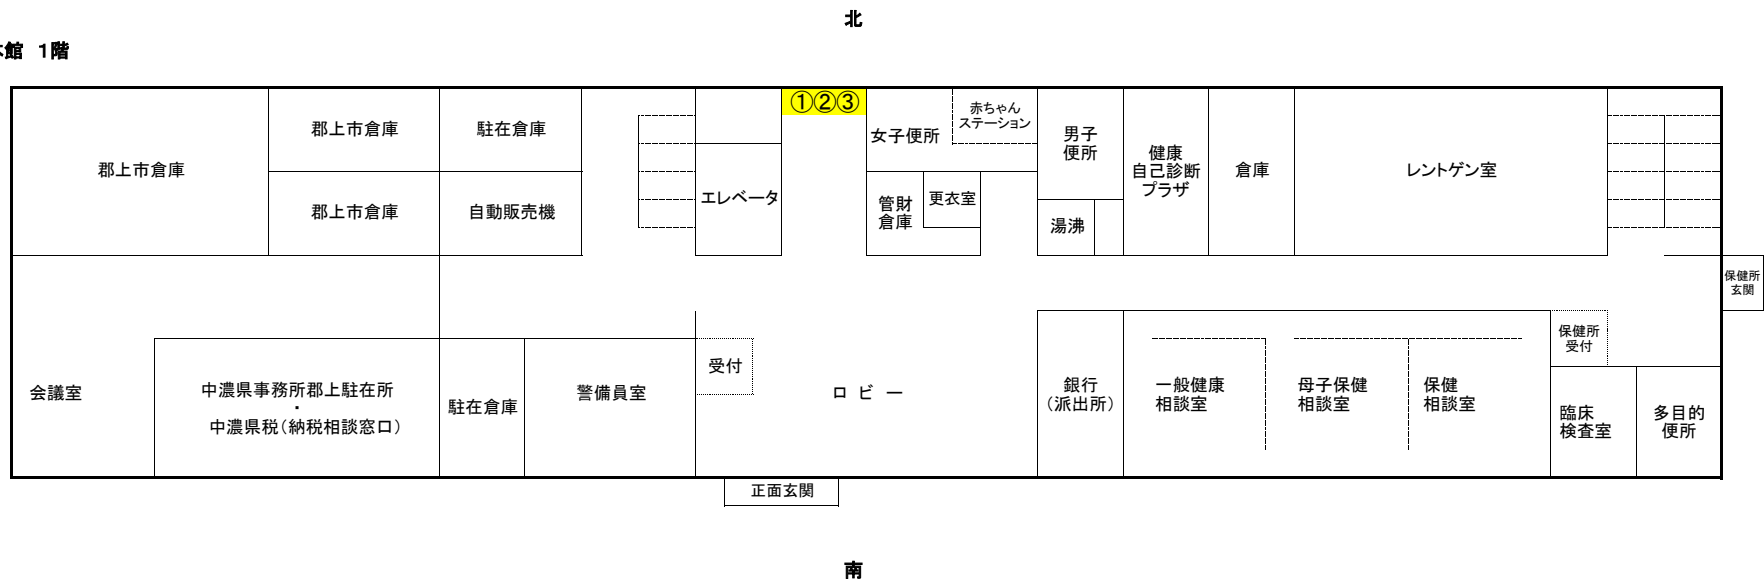 北
館 1階
①②③
郡上市倉庫
郡上市倉庫
駐在倉庫
郡上市倉庫
自動販売機
エレベータ
女子便所
赤ちゃん
ステーション
管財
倉庫
更衣室
男子
便所
湯沸
健康
自己診断
プラザ
倉庫
レントゲン室
保健所
玄関
会議室
中濃県事務所郡上駐在所
・
中濃県税(納税相談窓口)
駐在倉庫
警備員室
受付
ロ ビ ー
銀行
(派出所)
一般健康
相談室
母子保健
相談室
保健
相談室
保健所
受付
臨床
検査室
多目的
便所
正面玄関
南